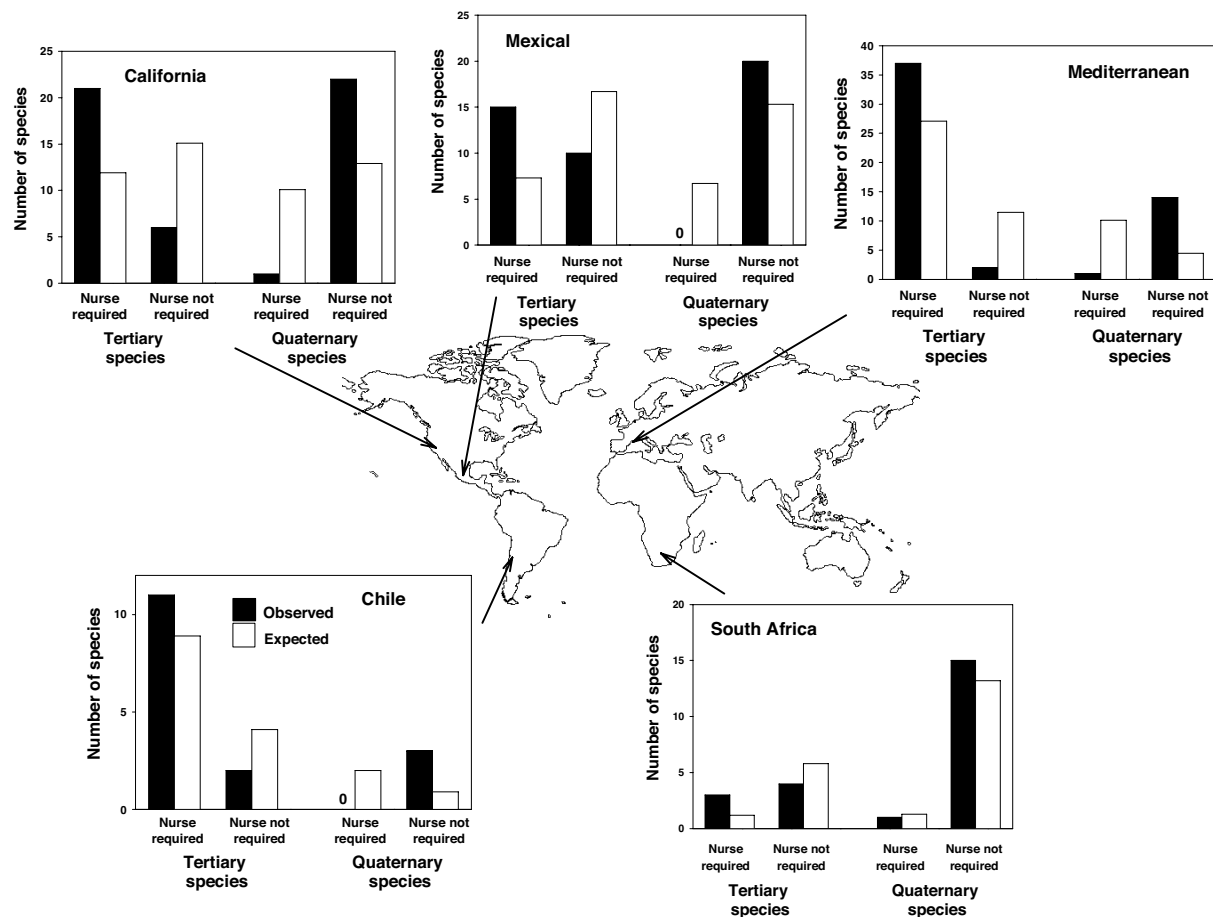 California
Number of species
25
20
15
10
5
0
Nurse required
Nurse not required
Nurse required
Nurse not required
Tertiary species
Quaternary species
Mexical
Number of species
25
20
15
10
5
0
0
Nurse required
Nurse not required
Nurse required
Nurse not required
Tertiary species
Quaternary species
Mediterranean
Number of species
40
35
30
25
20
15
10
5
0
Nurse required
Nurse not required
Nurse required
Nurse not required
Tertiary species
Quaternary species
Chile
Observed
Expected
Number of species
10
5
0
0
Nurse required
Nurse not required
Nurse required
Nurse not required
Tertiary species
Quaternary species
South Africa
Number of species
20
15
10
5
0
Nurse required
Nurse not required
Nurse required
Nurse not required
Tertiary species
Quaternary species